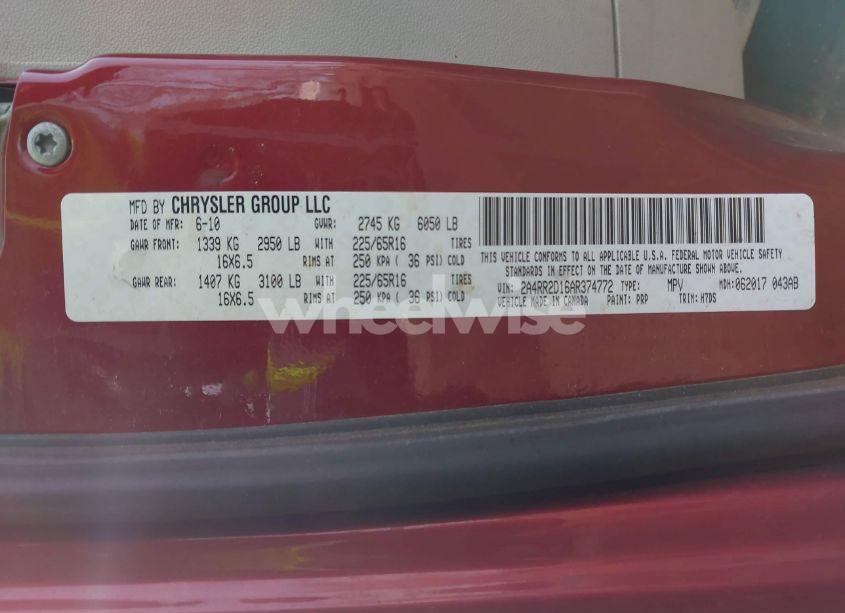 MFD BY CHRYSLER GROUP LLC
DATE OF MFR: 6-10 GVWR: 2745 KG 6050 LB
GAWR FRONT: 1339 KG 2950 LB WITH 225/65R16 TIRES
16X6.5 RIMS AT 250 KPA ( 36 PSI) COLD
GAWR REAR: 1407 KG 3100 LB WITH 225/65R16 TIRES
16X6.5 RIMS AT 250 KPA ( 36 PSI) COLD
THIS VEHICLE CONFORMS TO ALL APPLICABLE U.S.A. FEDERAL MOTOR VEHICLE SAFETY
STANDARDS IN EFFECT ON THE DATE OF MANUFACTURE SHOWN ABOVE.
VIN: 2A4RR2D16AR374772 TYPE: MPV MDH: 062017 043AB
VEHICLE MADE IN CANADA PAINT: PRP TRIM: H7DS
wheelwise